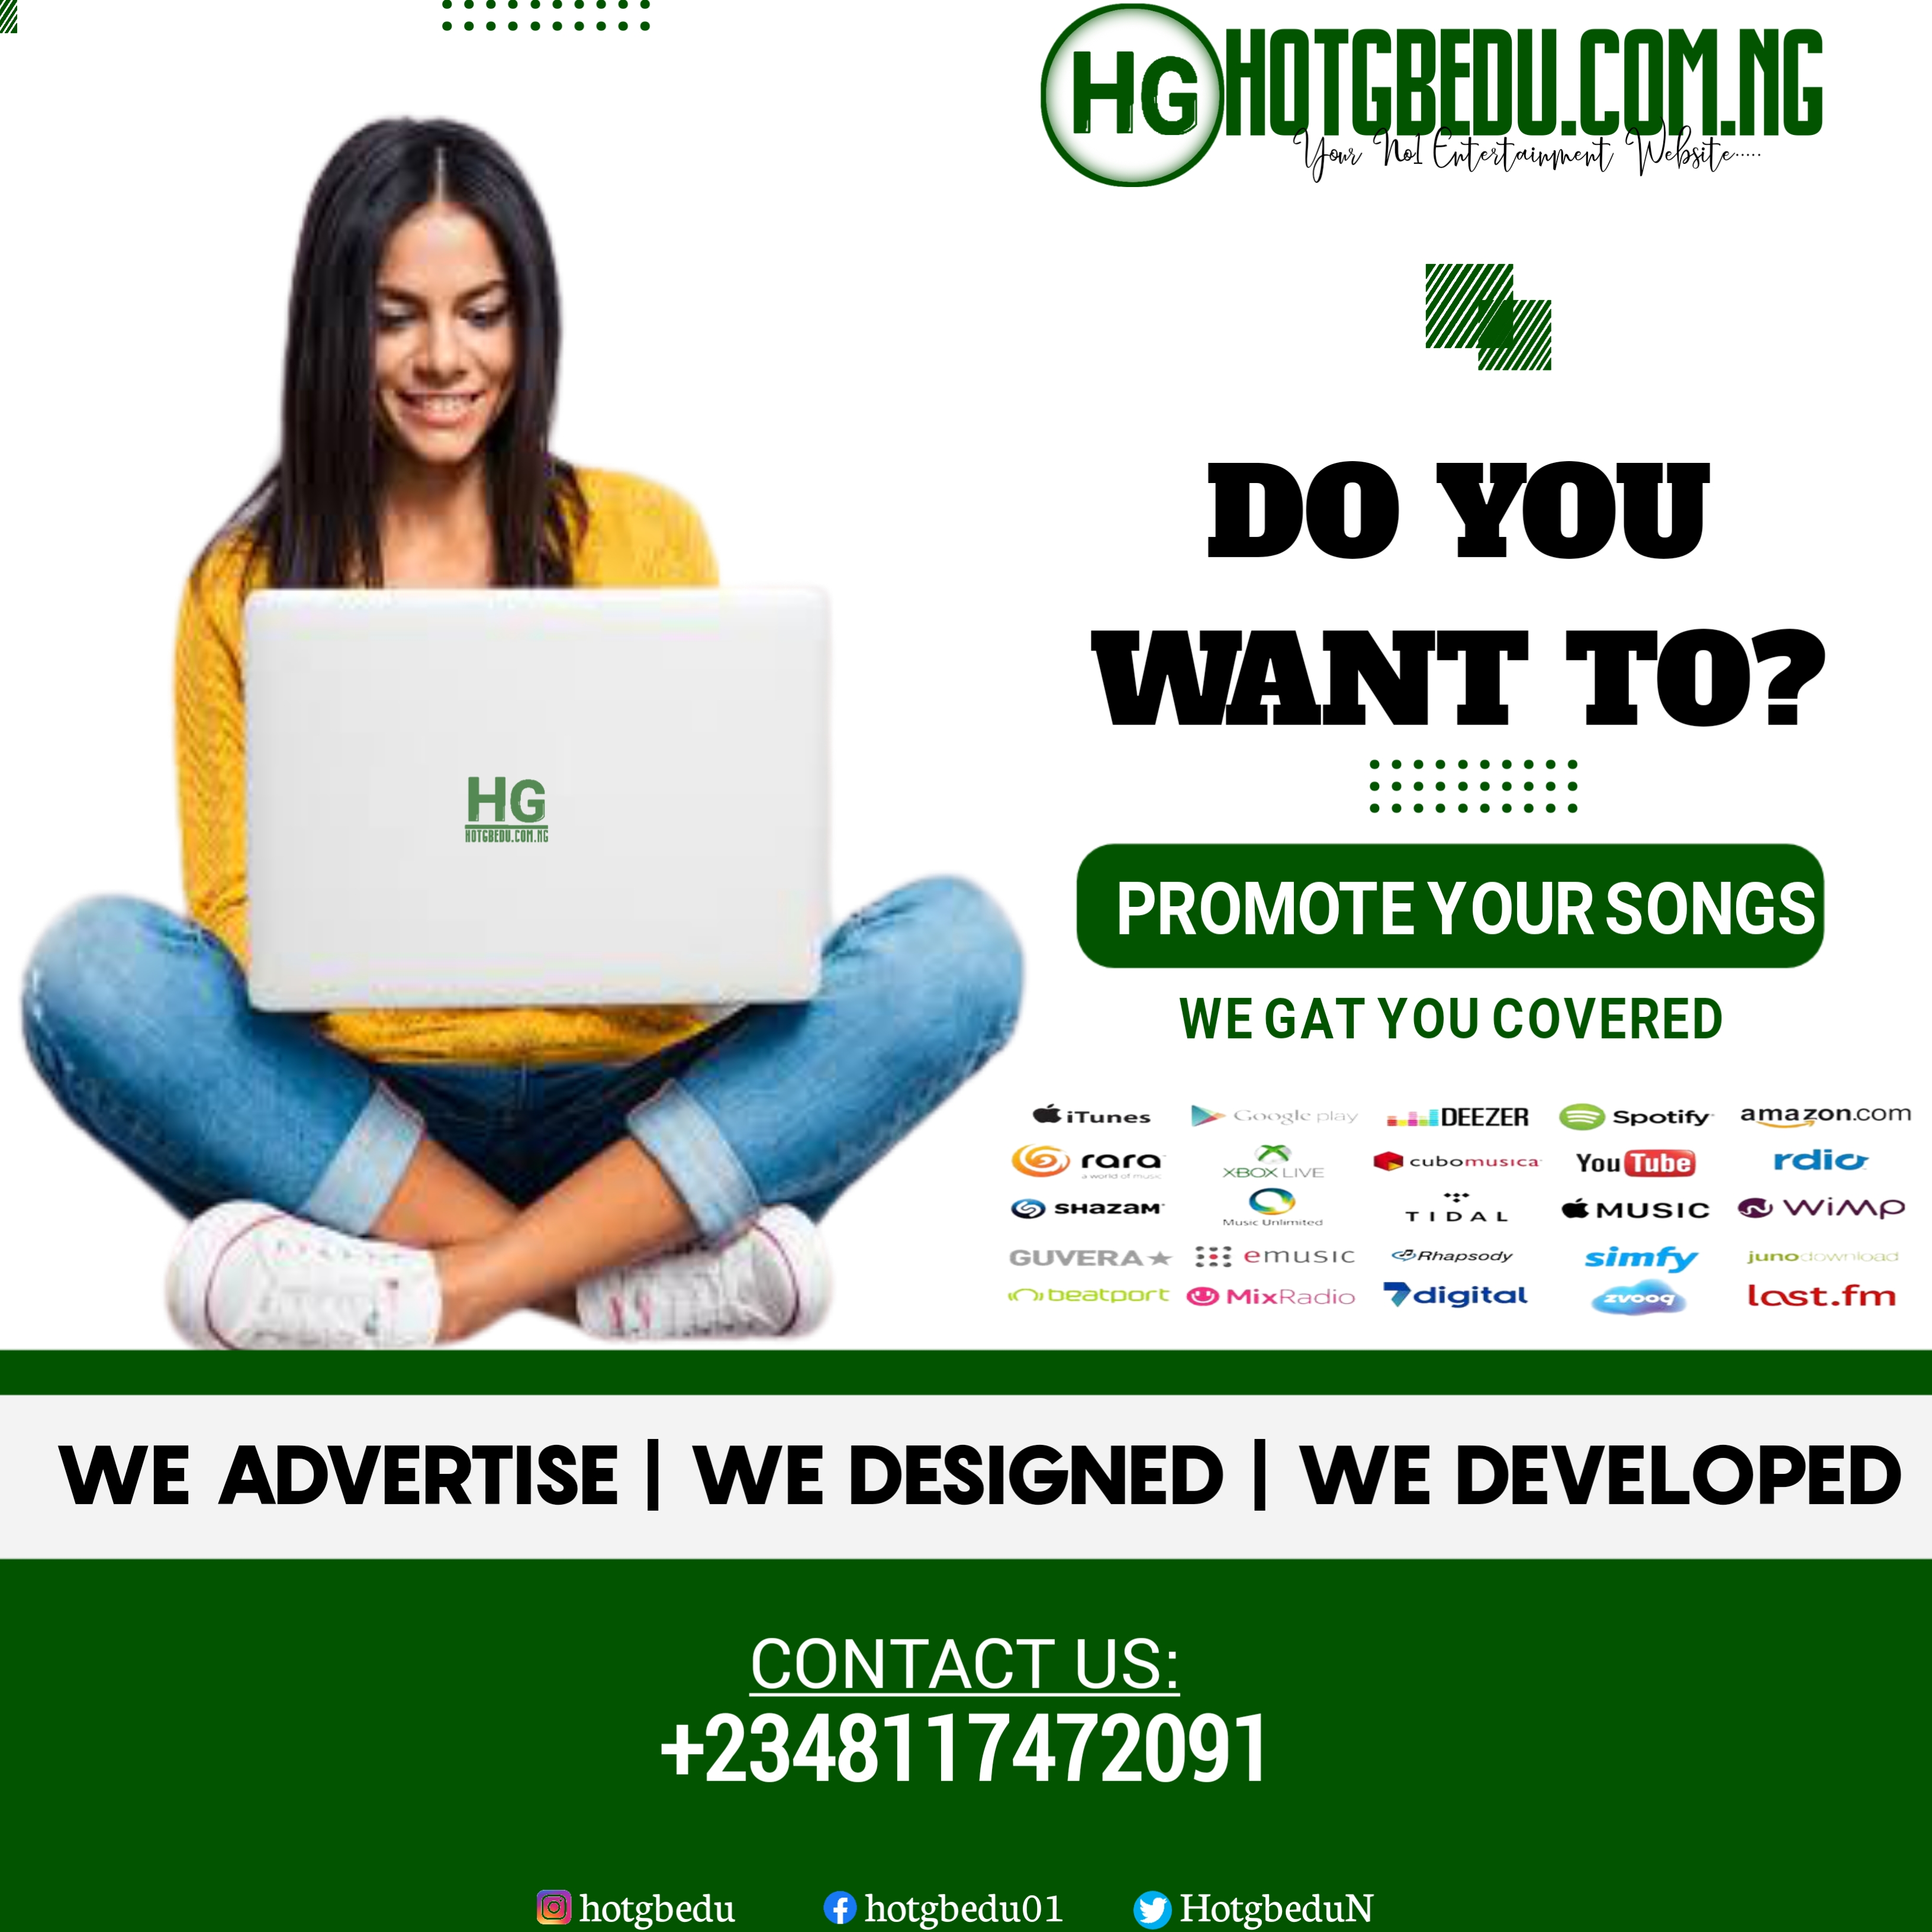 HG HOTGBEDU.COM.NG
Your No1 Entertainment Website.....
DO YOU
WANT TO?
HG
HOTGBEDU.COM.NG
PROMOTE YOUR SONGS
WE GAT YOU COVERED
iTunes Google play DEEZER Spotify amazon.com
rara XBOX LIVE cubomusica YouTube rdio
a world of music
SHAZAM Music Unlimited TIDAL MUSIC WiMP
GUVERA emusic Rhapsody simfy junodownload
beatport MixRadio 7digital zvooq last.fm
WE ADVERTISE | WE DESIGNED | WE DEVELOPED
CONTACT US:
+2348117472091
hotgbedu hotgbedu01 HotgbeduN